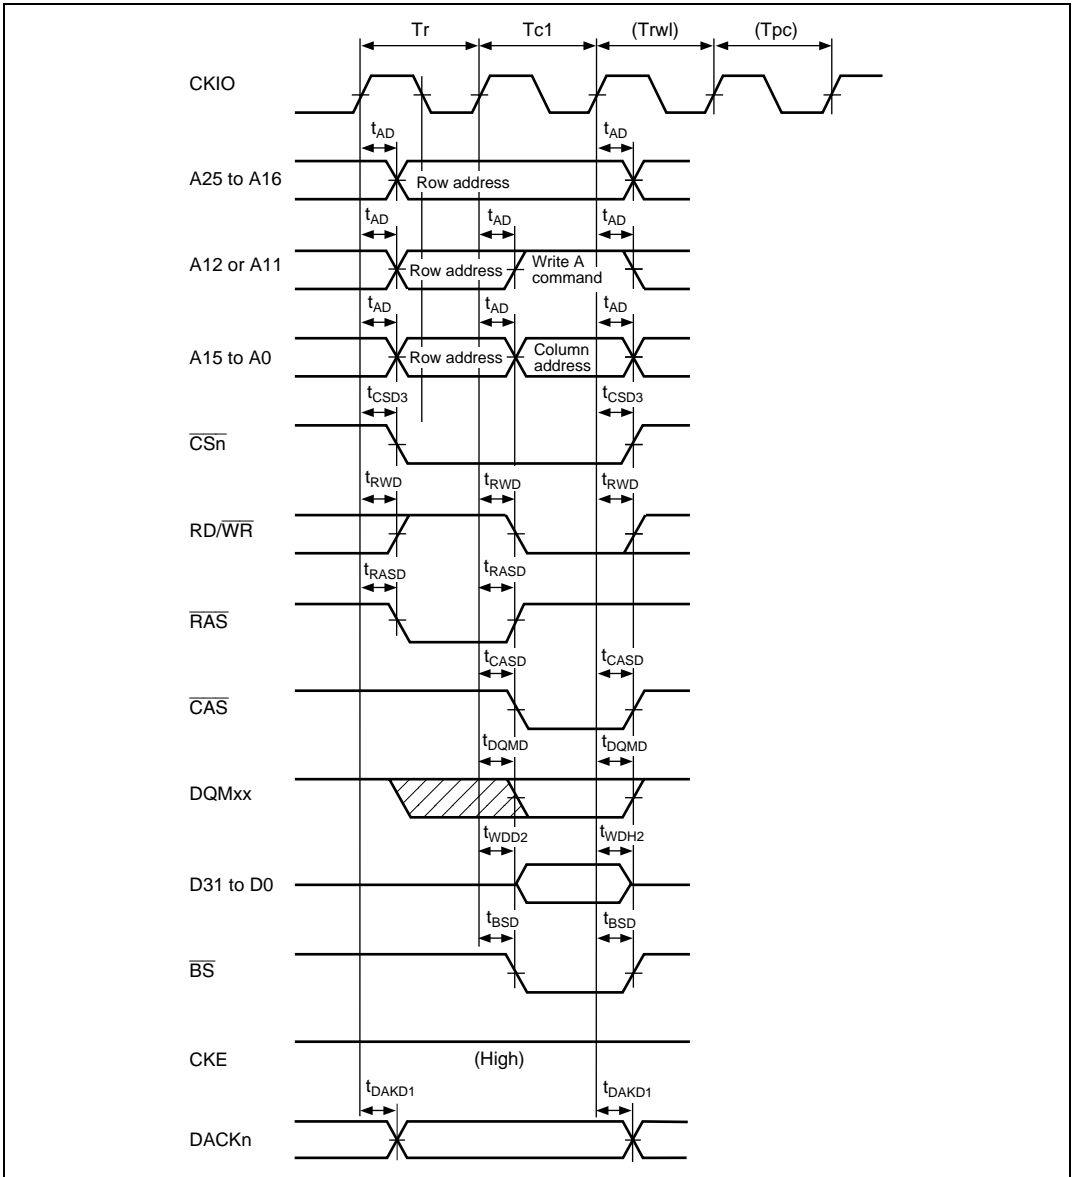 Tr Tc1 (Trwl) (Tpc)
CKIO
tAD tAD
A25 to A16 Row address
tAD tAD tAD
A12 or A11 Row address Write A command
tAD tAD tAD
A15 to A0 Row address Column address
tCSD3 tCSD3
CSn
tRWD tRWD tRWD
RD/WR
tRASD tRASD
RAS
tCASD tCASD
CAS
tDQMD tDQMD
DQMxx
tWDD2 tWDH2
D31 to D0
tBSD tBSD
BS
CKE (High)
tDAKD1 tDAKD1
DACKn